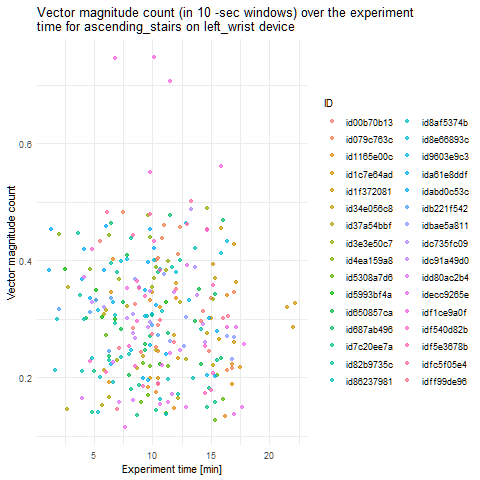 Vector magnitude count (in 10 -sec windows) over the experiment
time for ascending_stairs on left_wrist device
Vector magnitude count
0.6
0.4
0.2
5
10
15
20
Experiment time [min]
ID
id00b70b13
id079c763c
id1165e00c
id1c7e64ad
id1f372081
id34e056c8
id37a54bbf
id3e3e50c7
id4ea159a8
id5308a7d6
id5993bf4a
id650857ca
id687ab496
id7c20ee7a
id82b9735c
id86237981
id8af5374b
id8e66893c
id9603e9c3
ida61e8ddf
idabd0c53c
idb221f542
idbae5a811
idc735fc09
idc91a49d0
idd80ac2b4
idecc9265e
idf1ce9a0f
idf540d82b
idf5e3678b
idfc5f05e4
idff99de96